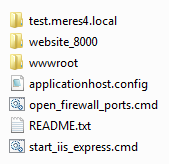 test.meres4.local
website_8000
wwwroot
applicationhost.config
open_firewall_ports.cmd
README.txt
start_iis_express.cmd